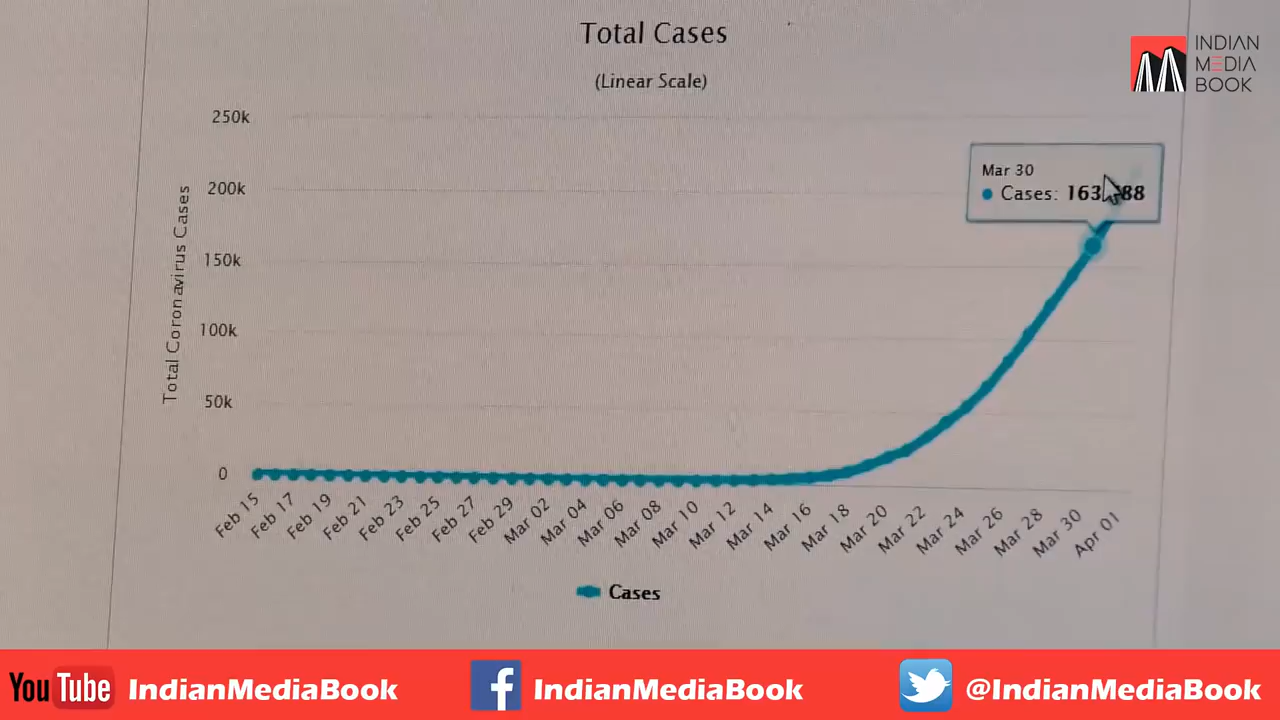 Total Cases
(Linear Scale)
INDIAN
MEDIA
BOOK
Total Coronavirus Cases
250k
200k
150k
100k
50k
0
Mar 30
Cases:
Feb 15
Feb 17
Feb 19
Feb 21
Feb 23
Feb 25
Feb 27
Feb 29
Mar 02
Mar 04
Mar 06
Mar 08
Mar 10
Mar 12
Mar 14
Mar 16
Mar 18
Mar 20
Mar 22
Mar 24
Mar 26
Mar 28
Mar 30
Apr 01
Cases
YouTube IndianMediaBook
f IndianMediaBook
@IndianMediaBook